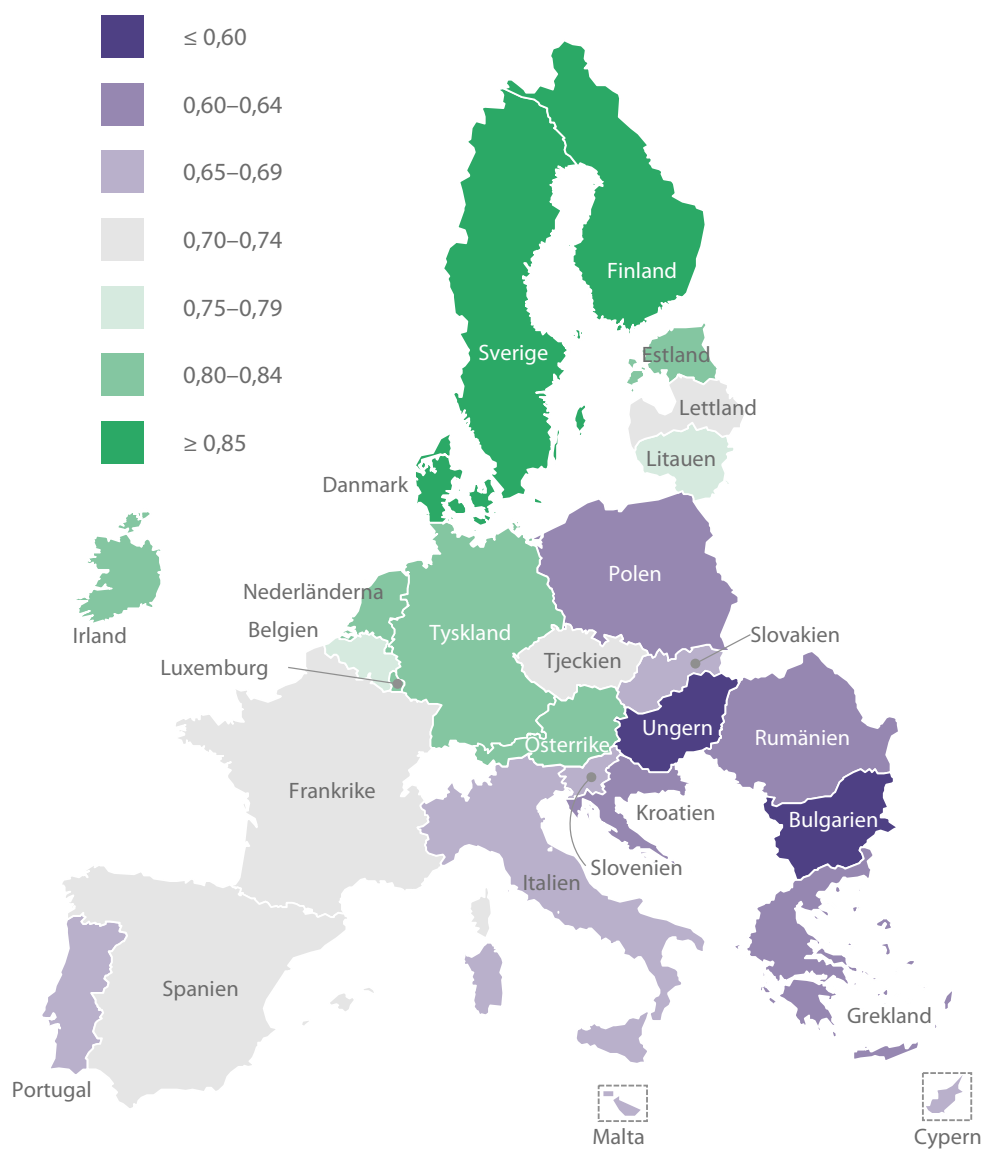 ≤ 0,60
0,60–0,64
0,65–0,69
0,70–0,74
0,75–0,79
0,80–0,84
≥ 0,85
Finland
Sverige
Estland
Lettland
Litauen
Danmark
Polen
Nederländerna
Irland
Belgien
Tyskland
Slovakien
Luxemburg
Tjeckien
Ungern
Rumänien
Österrike
Frankrike
Kroatien
Bulgarien
Slovenien
Italien
Spanien
Grekland
Portugal
Malta
Cypern